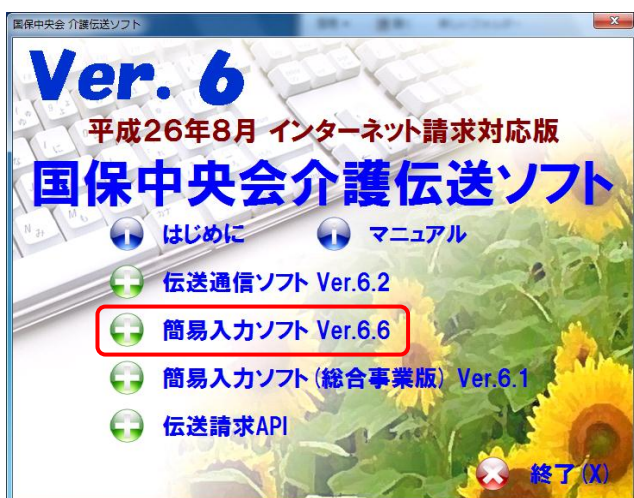 国保中央会 介護伝送ソフト
Ver. 6
平成26年8月 インターネット請求対応版
国保中央会介護伝送ソフト
はじめに マニュアル
伝送通信ソフト Ver.6.2
簡易入力ソフト Ver.6.6
簡易入力ソフト(総合事業版) Ver.6.1
伝送請求API
終了(X)